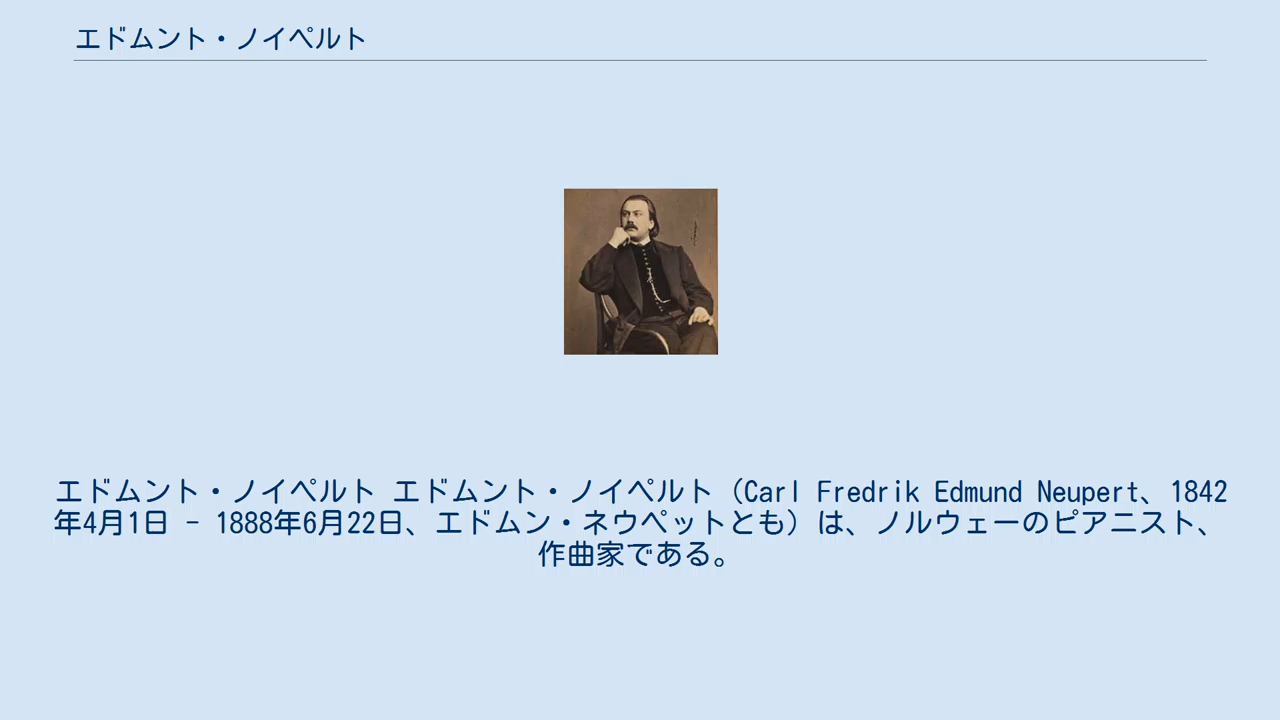 エドムント・ノイペルト
エドムント・ノイペルト エドムント・ノイペルト（Carl Fredrik Edmund Neupert、1842
年4月1日 - 1888年6月22日、エドムン・ネウペットとも）は、ノルウェーのピアニスト、
作曲家である。